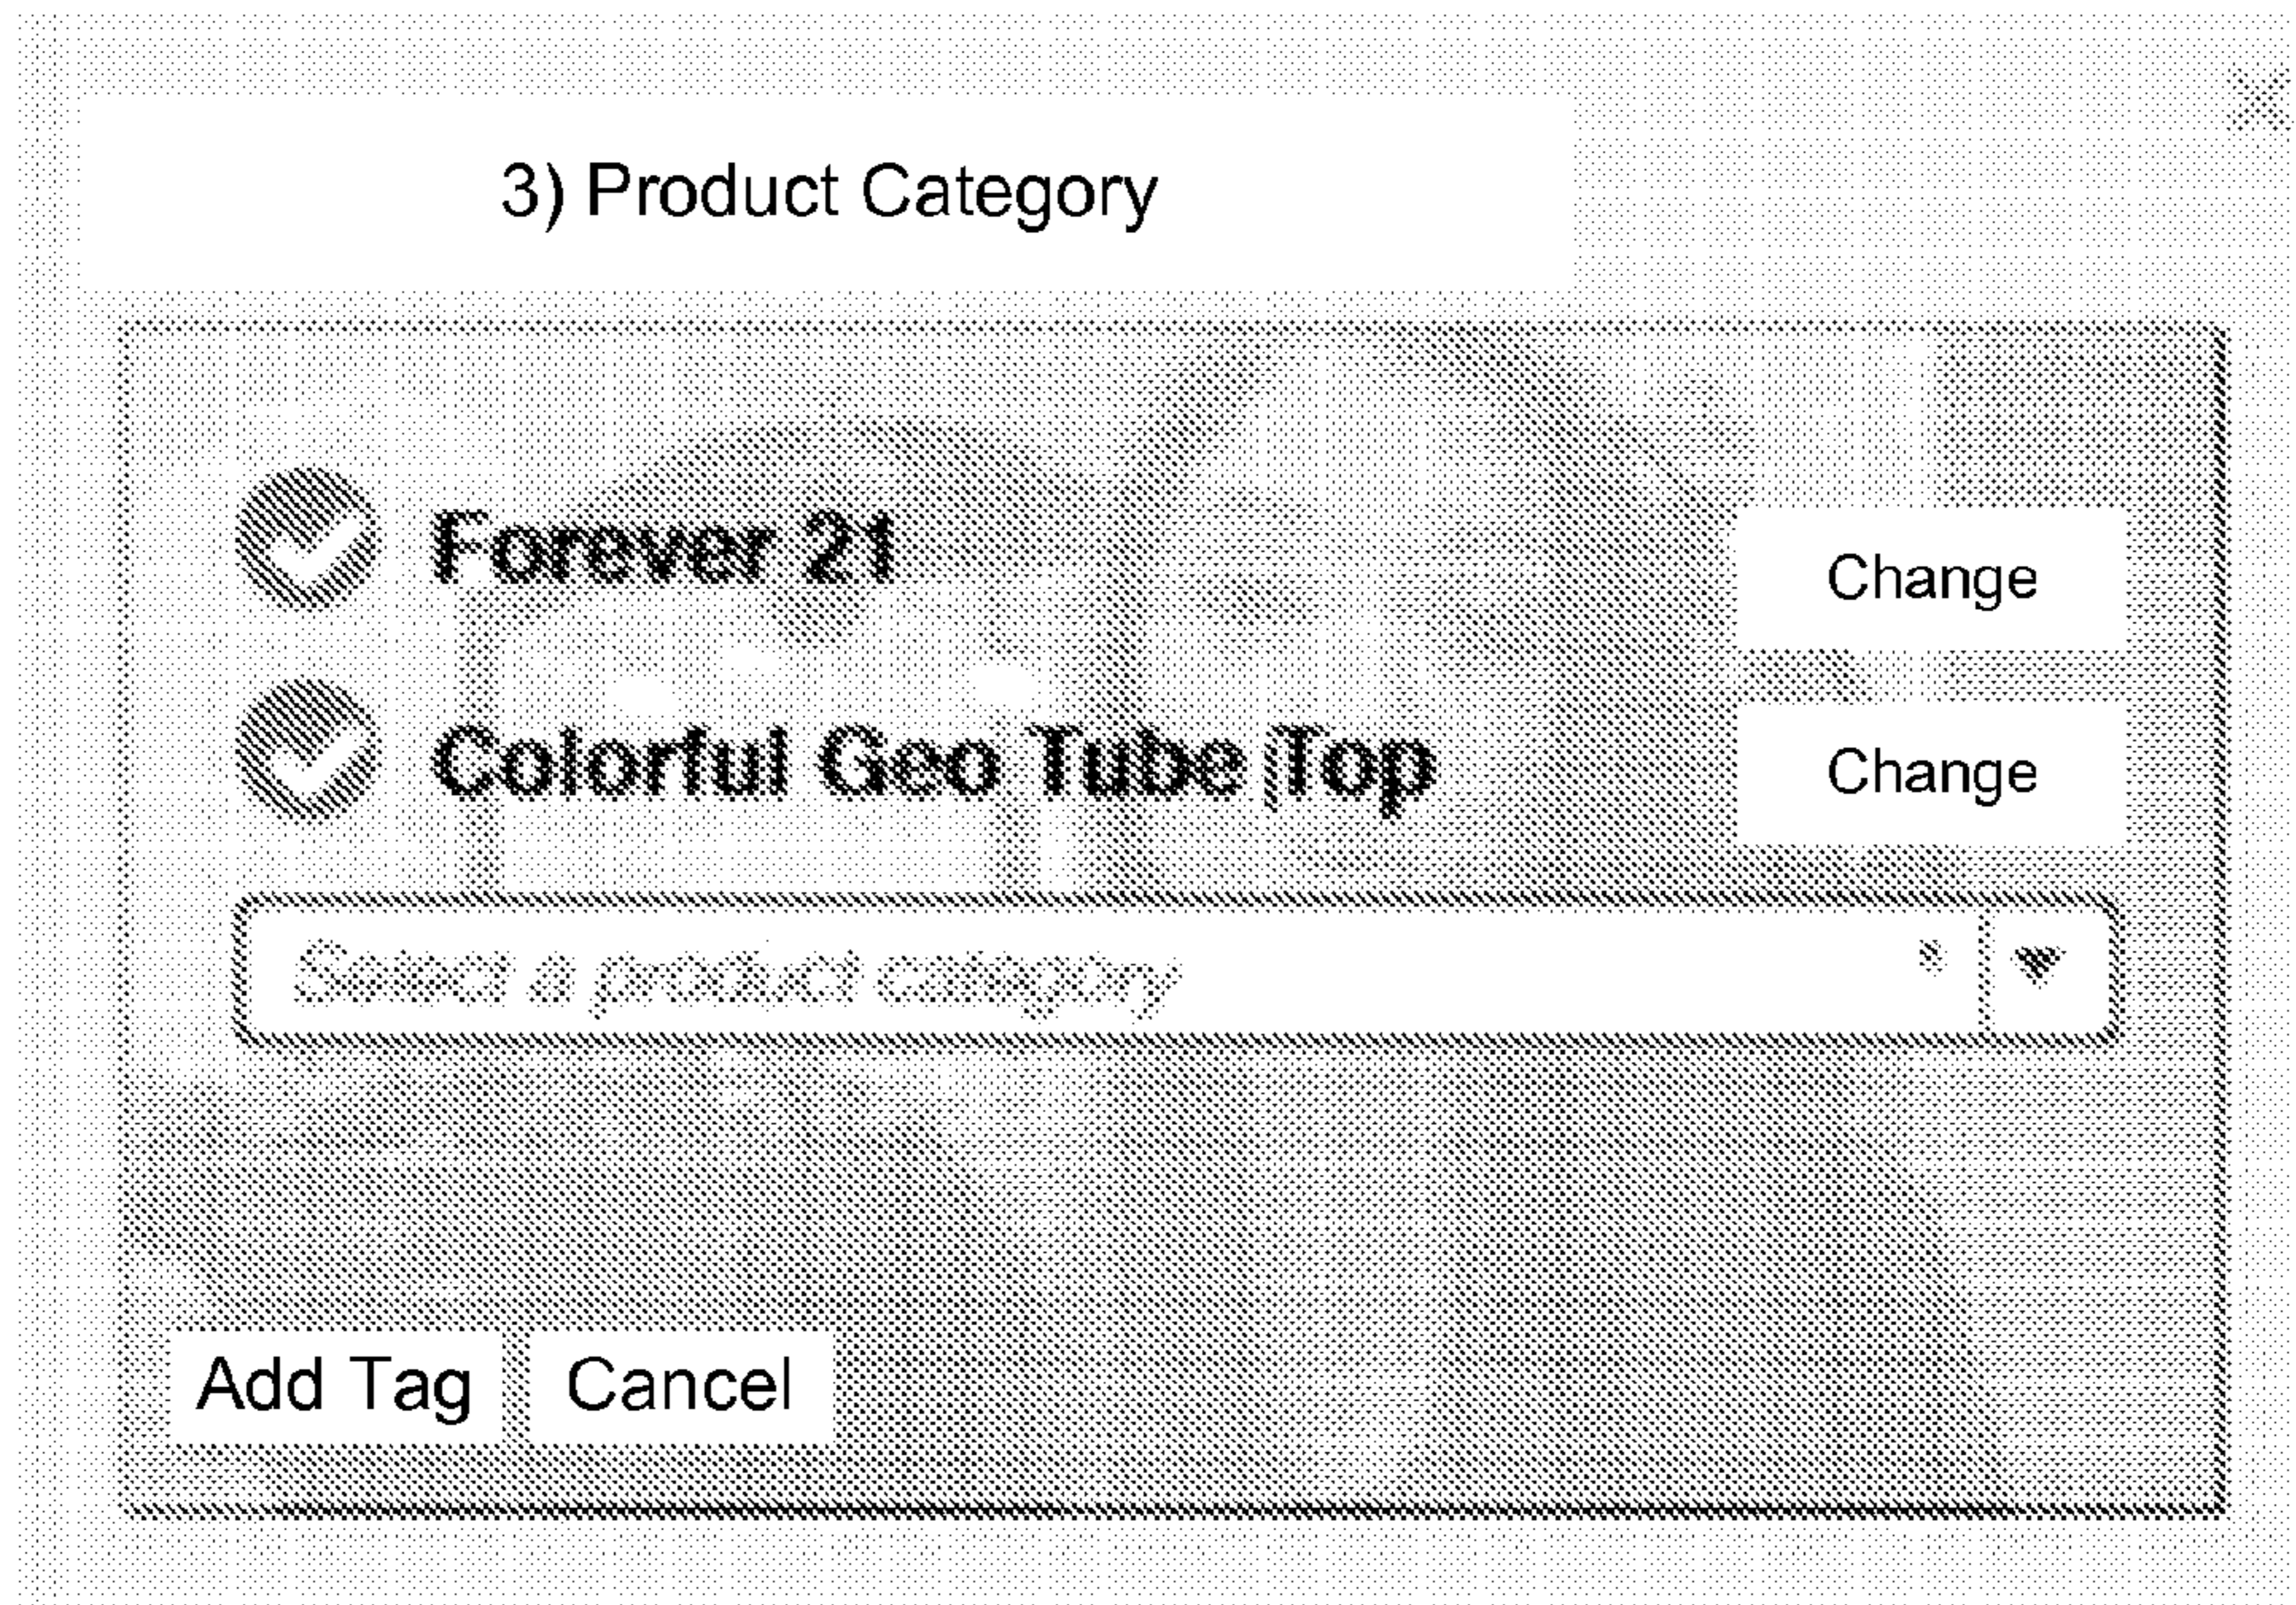 3) Product Category
Forever 21
Change
Colorful Geo Tube Top
Change
Select a product category *
Add Tag Cancel